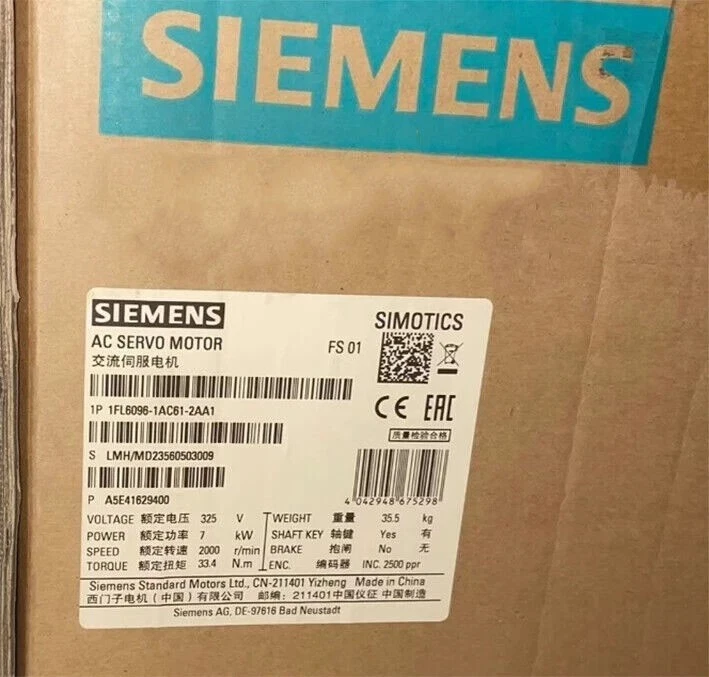 SIEMENS
SIEMENS
SIMOTICS
AC SERVO MOTOR
FS 01
交流伺服电机
1P 1FL6096-1AC61-2AA1
CE EAC
质量检验合格
S LMH/MD23560503009
4 042948 675298
P A5E41629400
VOLTAGE 额定电压 325 V WEIGHT 重量 35.5 kg
POWER 额定功率 7 kW SHAFT KEY 轴键 Yes 有
SPEED 额定转速 2000 r/min BRAKE 抱闸 No 无
TORQUE 额定扭矩 33.4 N.m ENC. 编码器 INC. 2500 ppr
Siemens Standard Motors Ltd., CN-211401 Yizheng Made in China
西门子电机（中国）有限公司 邮编：211401中国仪征 中国制造
Siemens AG, DE-97616 Bad Neustadt